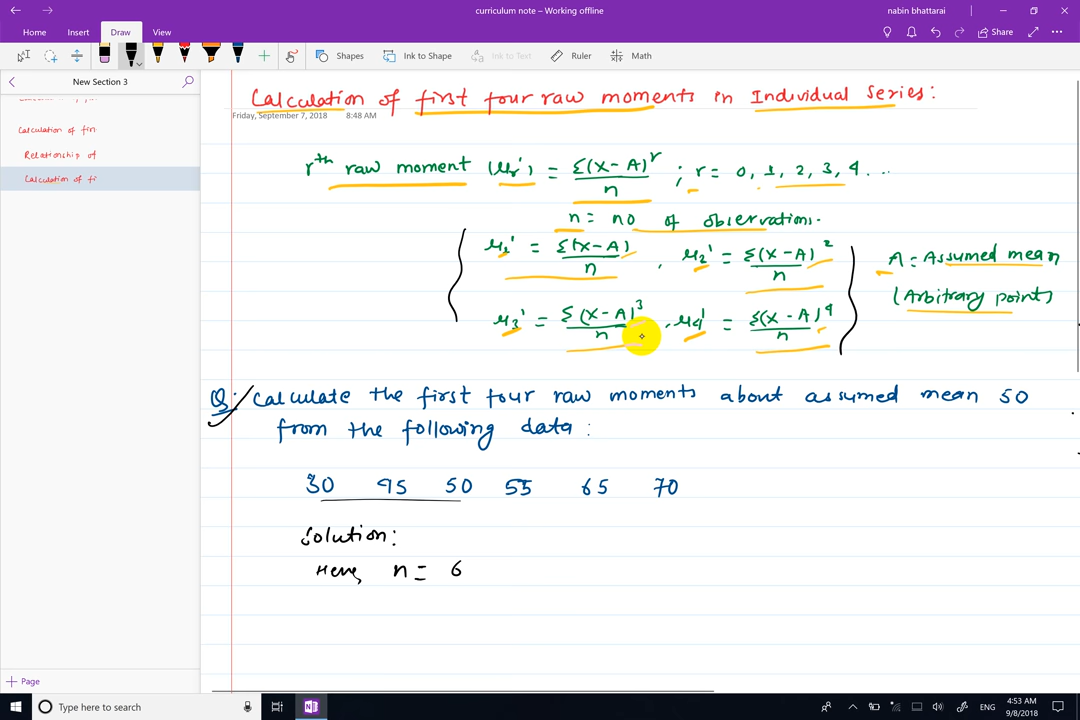 curriculum note – Working offline
nabin bhattarai
Home Insert Draw View
Share
Shapes Ink to Shape Ink to Text Ruler Math
New Section 3
Calculation of fin
Relationship of
Calculation of fi
Page
Calculation of first four raw moments in Individual Series:
Friday, September 7, 2018 8:48 AM
rth raw moment (μr') = Σ(X-A)^r / n ; r = 0, 1, 2, 3, 4 ...
n = no of observations.
μ1' = Σ(X-A) / n , μ2' = Σ(X-A)^2 / n
A = Assumed mean
(Arbitrary point)
μ3' = Σ(X-A)^3 / n , μ4' = Σ(X-A)^4 / n
Q: Calculate the first four raw moments about assumed mean 50
from the following data:
30 45 50 55 65 70
Solution:
Here, n = 6
Type here to search
ENG
4:53 AM
9/8/2018